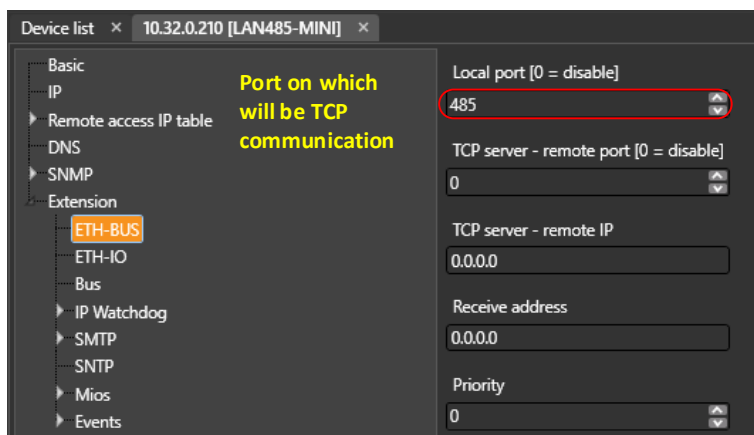 Device list × 10.32.0.210 [LAN485-MINI] ×
Basic
IP
Remote access IP table
DNS
SNMP
Extension
ETH-BUS
ETH-IO
Bus
IP Watchdog
SMTP
SNTP
Mios
Events
Port on which
will be TCP
communication
Local port [0 = disable]
485
TCP server - remote port [0 = disable]
0
TCP server - remote IP
0.0.0.0
Receive address
0.0.0.0
Priority
0